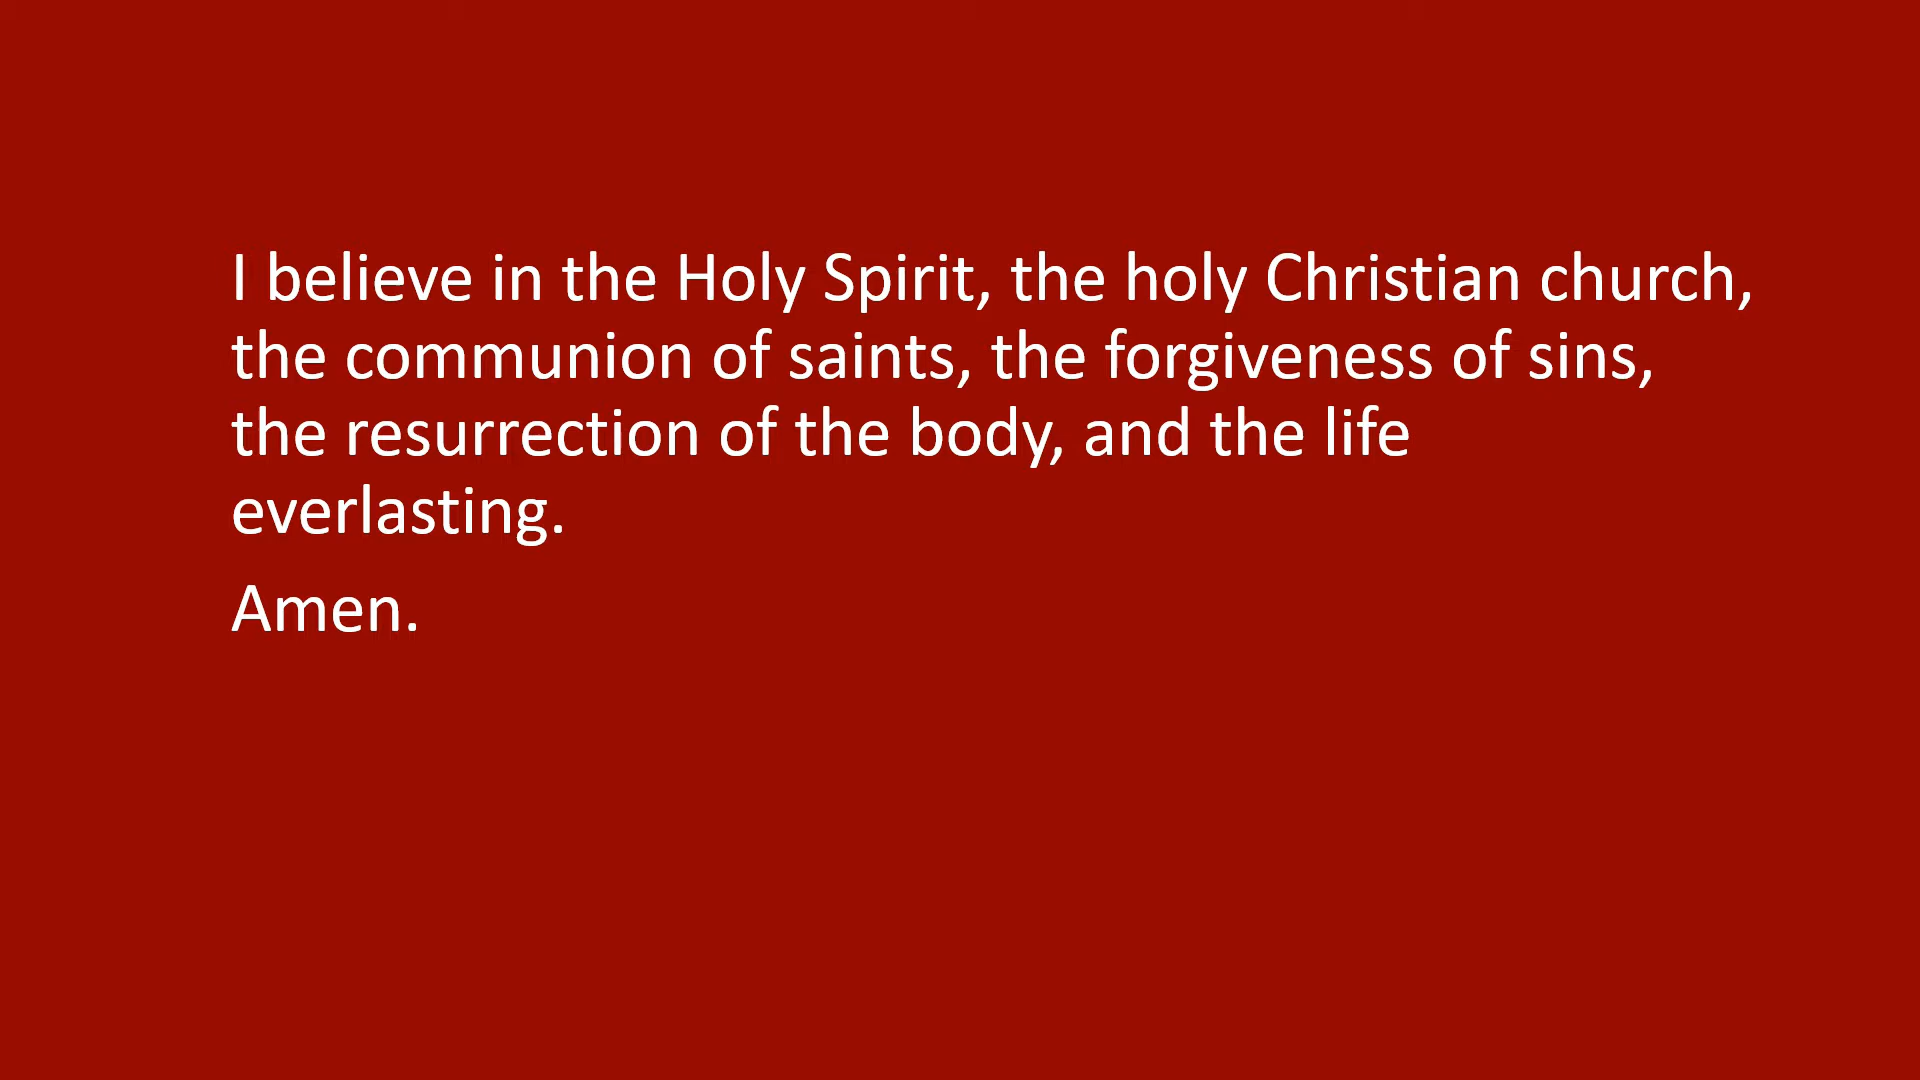 I believe in the Holy Spirit, the holy Christian church,
the communion of saints, the forgiveness of sins,
the resurrection of the body, and the life
everlasting.
Amen.